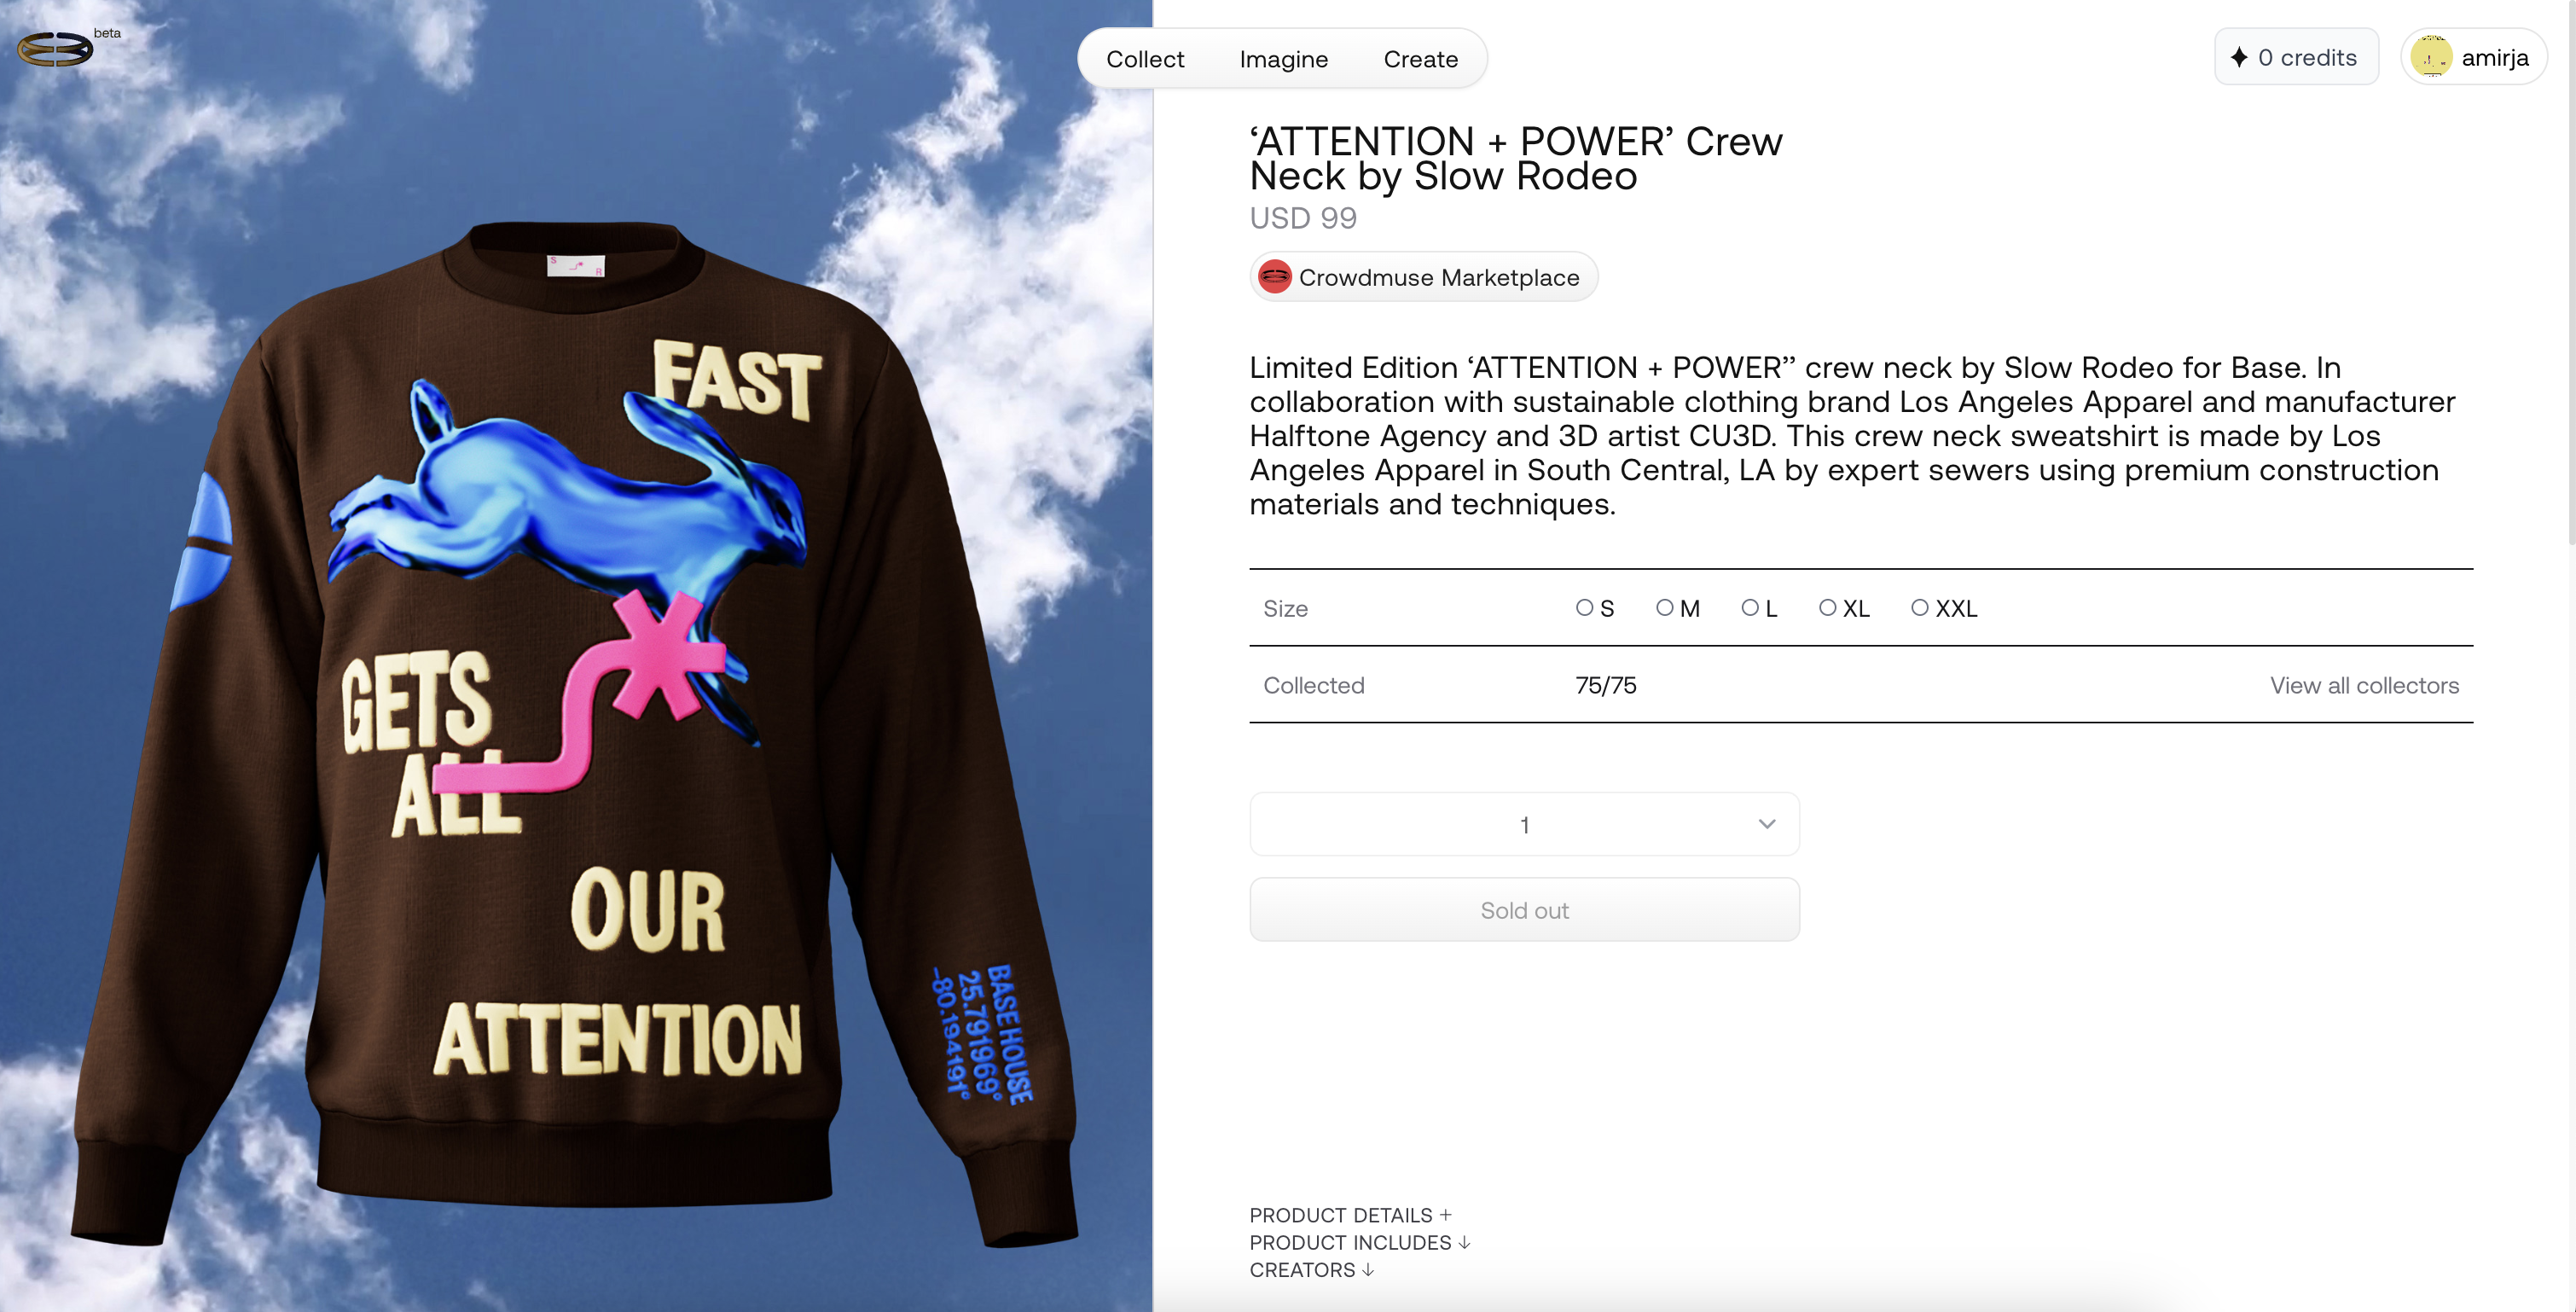 beta
Collect
Imagine
Create
0 credits
amirja
‘ATTENTION + POWER’ Crew
Neck by Slow Rodeo
USD 99
Crowdmuse Marketplace
Limited Edition ‘ATTENTION + POWER” crew neck by Slow Rodeo for Base. In
collaboration with sustainable clothing brand Los Angeles Apparel and manufacturer
Halftone Agency and 3D artist CU3D. This crew neck sweatshirt is made by Los
Angeles Apparel in South Central, LA by expert sewers using premium construction
materials and techniques.
Size
S
M
L
XL
XXL
Collected
75/75
View all collectors
1
Sold out
PRODUCT DETAILS +
PRODUCT INCLUDES ↓
CREATORS ↓
S
R
FAST
GETS
ALL
OUR
ATTENTION
BASE HOUSE
25.791969°
-80.194191°